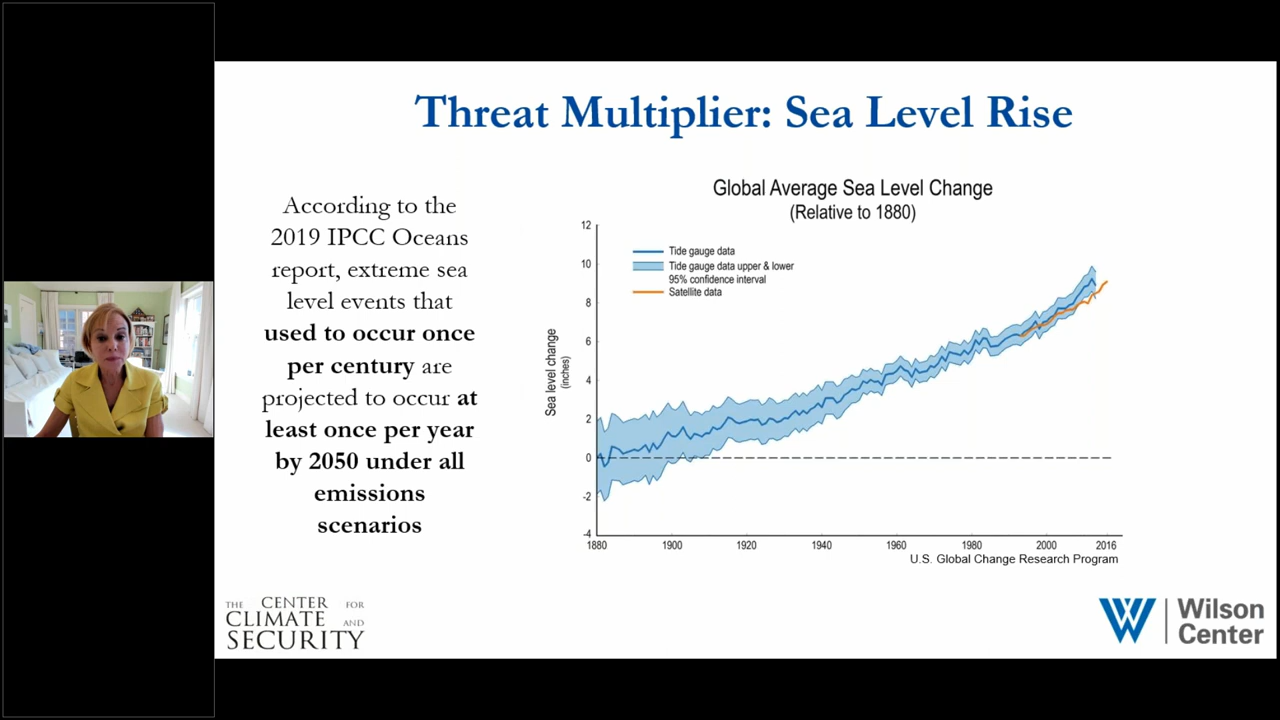 Threat Multiplier: Sea Level Rise
According to the
2019 IPCC Oceans
report, extreme sea
level events that
used to occur once
per century are
projected to occur at
least once per year
by 2050 under all
emissions
scenarios
Global Average Sea Level Change
(Relative to 1880)
Tide gauge data
Tide gauge data upper & lower
95% confidence interval
Satellite data
Sea level change
(inches)
12
10
8
6
4
2
0
-2
-4
1880 1900 1920 1940 1960 1980 2000 2016
U.S. Global Change Research Program
THE CENTER FOR
CLIMATE AND
SECURITY
Wilson
Center